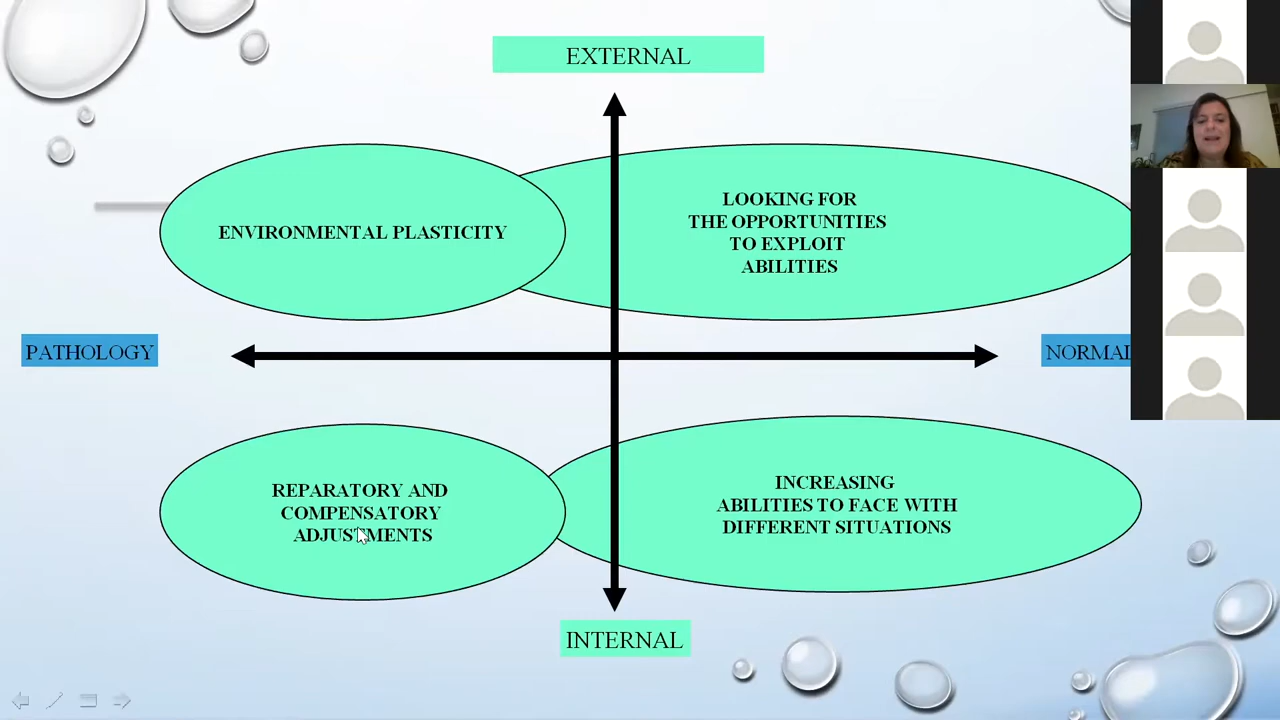 EXTERNAL
ENVIRONMENTAL PLASTICITY
LOOKING FOR
THE OPPORTUNITIES
TO EXPLOIT
ABILITIES
PATHOLOGY
NORMAL
REPARATORY AND
COMPENSATORY
ADJUSTMENTS
INCREASING
ABILITIES TO FACE WITH
DIFFERENT SITUATIONS
INTERNAL